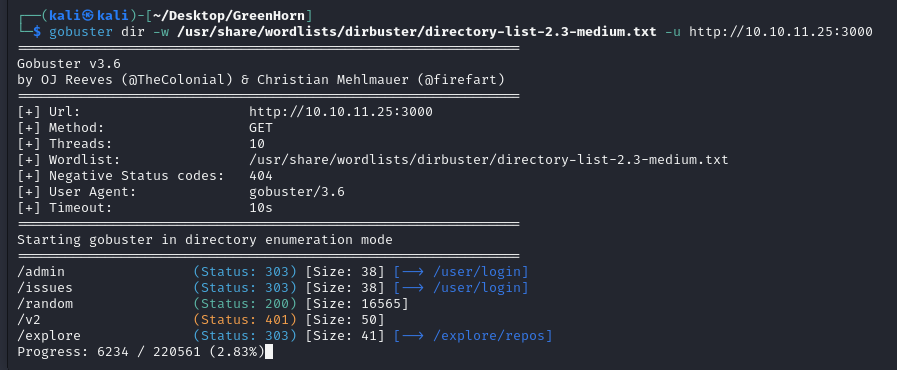 ┌──(kali㉿kali)-[~/Desktop/GreenHorn]
└─$ gobuster dir -w /usr/share/wordlists/dirbuster/directory-list-2.3-medium.txt -u http://10.10.11.25:3000
===============================================================
Gobuster v3.6
by OJ Reeves (@TheColonial) & Christian Mehlmauer (@firefart)
===============================================================
[+] Url:                     http://10.10.11.25:3000
[+] Method:                  GET
[+] Threads:                 10
[+] Wordlist:                /usr/share/wordlists/dirbuster/directory-list-2.3-medium.txt
[+] Negative Status codes:   404
[+] User Agent:              gobuster/3.6
[+] Timeout:                 10s
===============================================================
Starting gobuster in directory enumeration mode
===============================================================
/admin                (Status: 303) [Size: 38] [--> /user/login]
/issues               (Status: 303) [Size: 38] [--> /user/login]
/random               (Status: 200) [Size: 16565]
/v2                   (Status: 401) [Size: 50]
/explore              (Status: 303) [Size: 41] [--> /explore/repos]
Progress: 6234 / 220561 (2.83%)